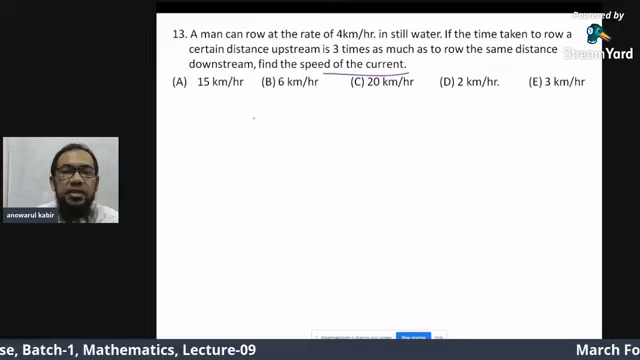 Powered by
StreamYard
13. A man can row at the rate of 4km/hr. in still water. If the time taken to row a
certain distance upstream is 3 times as much as to row the same distance
downstream, find the speed of the current.
(A) 15 km/hr (B) 6 km/hr (C) 20 km/hr (D) 2 km/hr. (E) 3 km/hr
anowarul kabir
se, Batch-1, Mathematics, Lecture-09
March Fo